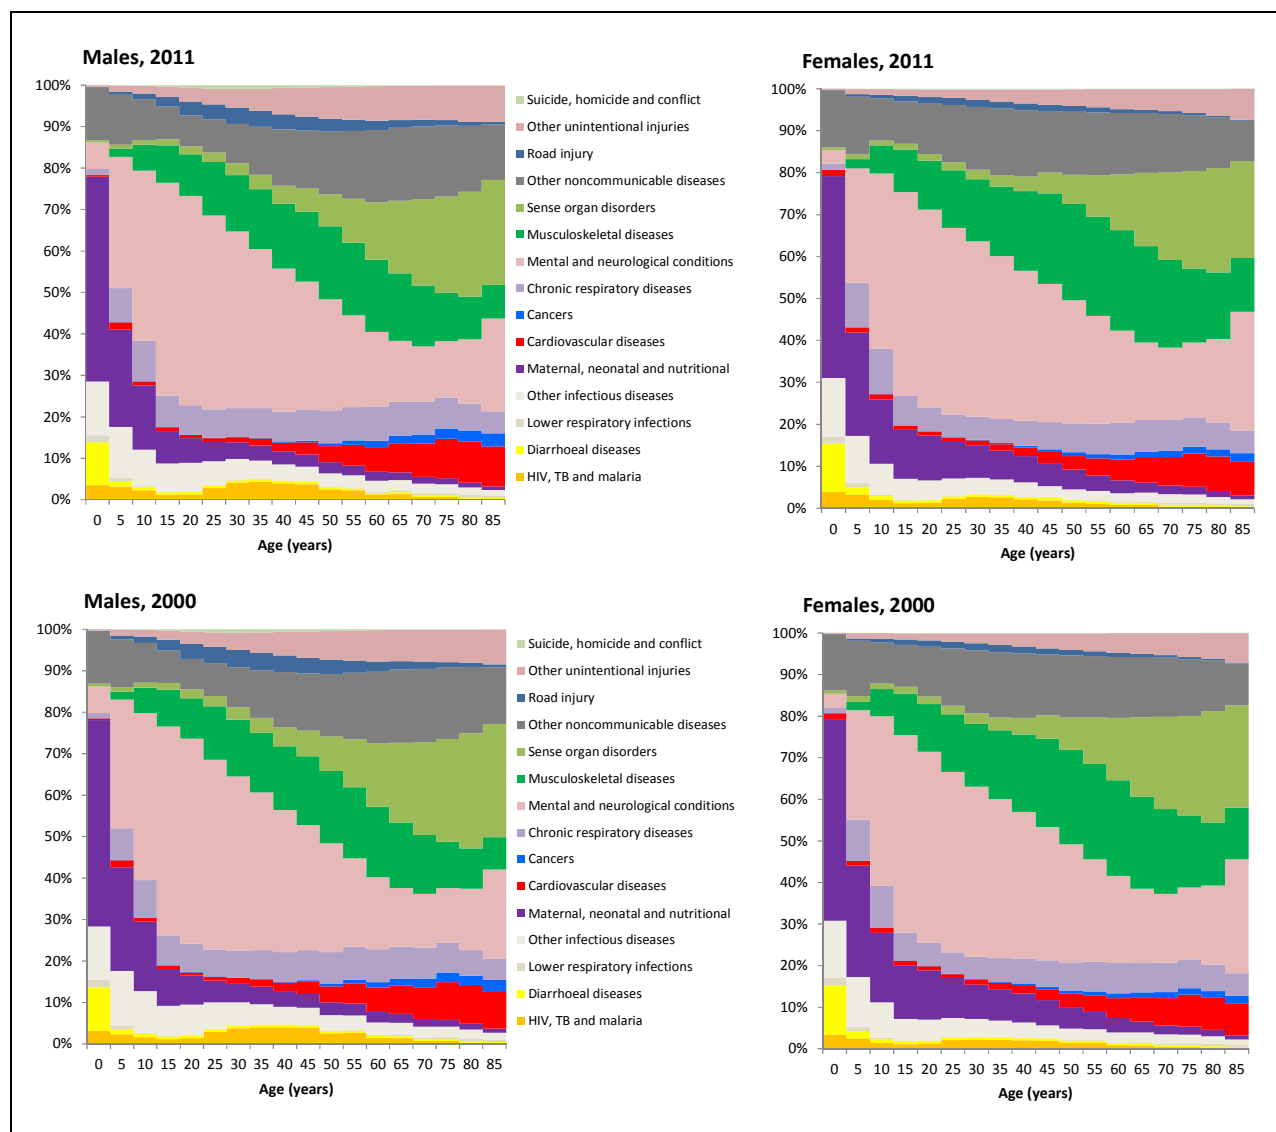 Males, 2011
100%
90%
80%
70%
60%
50%
40%
30%
20%
10%
0%
0 5 10 15 20 25 30 35 40 45 50 55 60 65 70 75 80 85
Age (years)
Suicide, homicide and conflict
Other unintentional injuries
Road injury
Other noncommunicable diseases
Sense organ disorders
Musculoskeletal diseases
Mental and neurological conditions
Chronic respiratory diseases
Cancers
Cardiovascular diseases
Maternal, neonatal and nutritional
Other infectious diseases
Lower respiratory infections
Diarrhoeal diseases
HIV, TB and malaria
Females, 2011
100%
90%
80%
70%
60%
50%
40%
30%
20%
10%
0%
0 5 10 15 20 25 30 35 40 45 50 55 60 65 70 75 80 85
Age (years)
Males, 2000
100%
90%
80%
70%
60%
50%
40%
30%
20%
10%
0%
0 5 10 15 20 25 30 35 40 45 50 55 60 65 70 75 80 85
Age (years)
Suicide, homicide and conflict
Other unintentional injuries
Road injury
Other noncommunicable diseases
Sense organ disorders
Musculoskeletal diseases
Mental and neurological conditions
Chronic respiratory diseases
Cancers
Cardiovascular diseases
Maternal, neonatal and nutritional
Other infectious diseases
Lower respiratory infections
Diarrhoeal diseases
HIV, TB and malaria
Females, 2000
100%
90%
80%
70%
60%
50%
40%
30%
20%
10%
0%
0 5 10 15 20 25 30 35 40 45 50 55 60 65 70 75 80 85
Age (years)